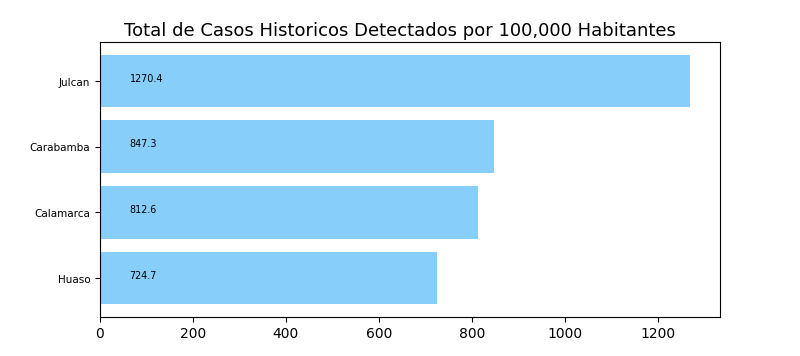 Total de Casos Historicos Detectados por 100,000 Habitantes
Julcan
1270.4
Carabamba
847.3
Calamarca
812.6
Huaso
724.7
0 200 400 600 800 1000 1200